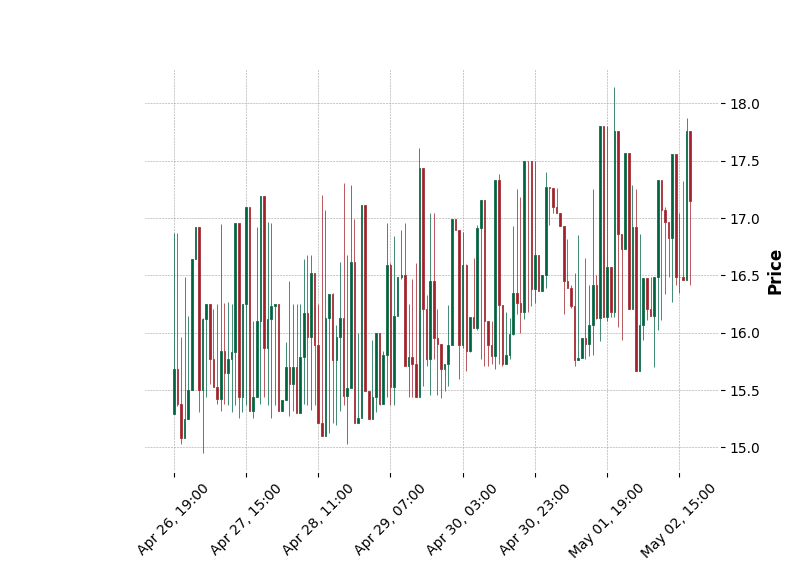 18.0
17.5
17.0
16.5
16.0
15.5
15.0
Price
Apr 26, 19:00
Apr 27, 15:00
Apr 28, 11:00
Apr 29, 07:00
Apr 30, 03:00
Apr 30, 23:00
May 01, 19:00
May 02, 15:00